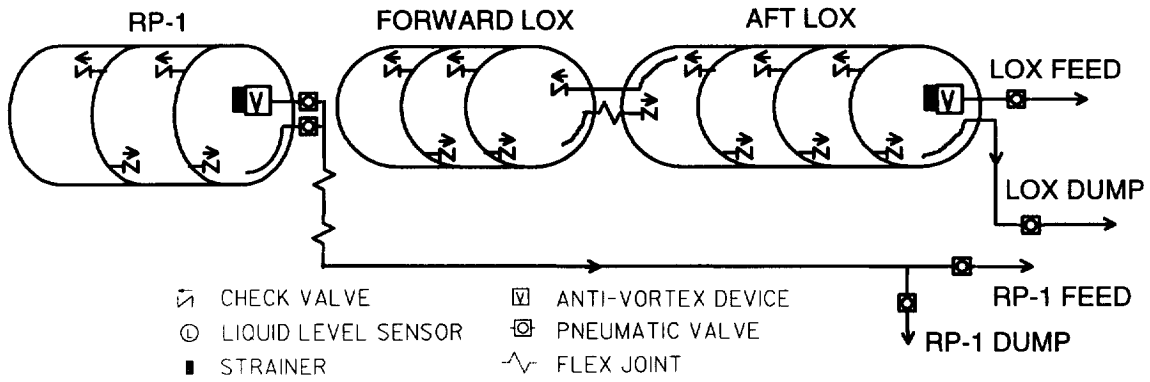 RP-1
FORWARD LOX
AFT LOX
V
V
LOX FEED
LOX DUMP
RP-1 FEED
RP-1 DUMP
CHECK VALVE
L LIQUID LEVEL SENSOR
STRAINER
V ANTI-VORTEX DEVICE
PNEUMATIC VALVE
FLEX JOINT